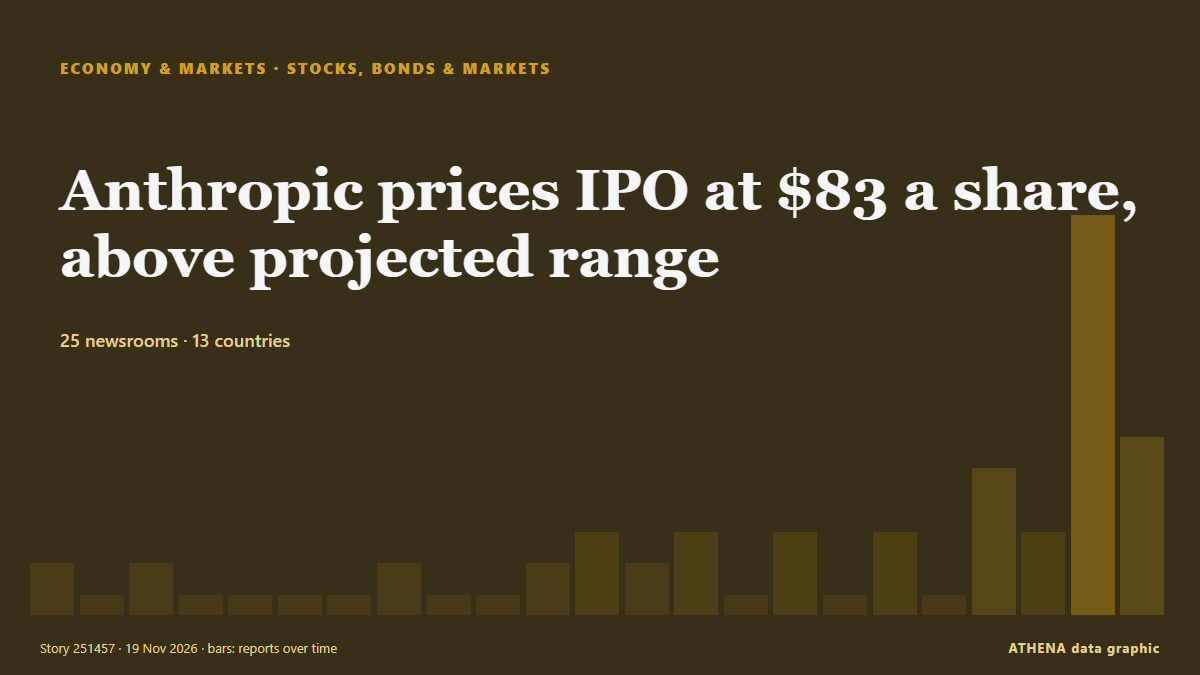 ECONOMY & MARKETS · STOCKS, BONDS & MARKETS
Anthropic prices IPO at $83 a share,
above projected range
25 newsrooms · 13 countries
Story 251457 · 19 Nov 2026 · bars: reports over time
ATHENA data graphic